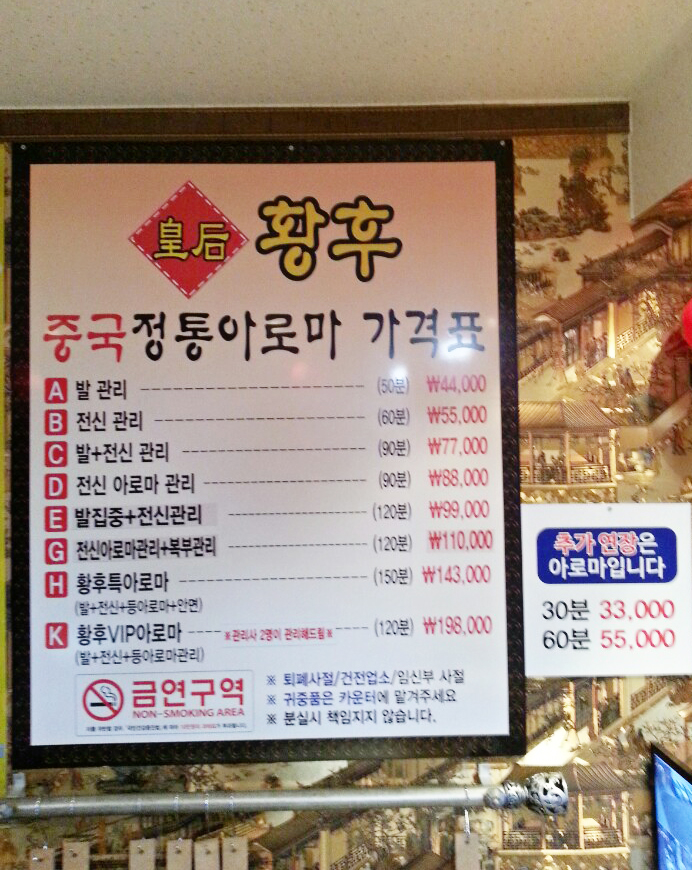 皇后 황후
중국정통아로마 가격표
A 발 관리 (50분) ₩44,000
B 전신 관리 (60분) ₩55,000
C 발+전신 관리 (90분) ₩77,000
D 전신 아로마 관리 (90분) ₩88,000
E 발집중+전신관리 (120분) ₩99,000
G 전신아로마관리+복부관리 (120분) ₩110,000
H 황후특아로마 (150분) ₩143,000
(발+전신+등아로마+안면)
K 황후VIP아로마 ※관리사 2명이 관리해드림※ (120분) ₩198,000
(발+전신+등아로마관리)
금연구역
NON-SMOKING AREA
※ 퇴폐사절/건전업소/임신부 사절
※ 귀중품은 카운터에 맡겨주세요
※ 분실시 책임지지 않습니다.
추가 연장은
아로마입니다
30분 33,000
60분 55,000